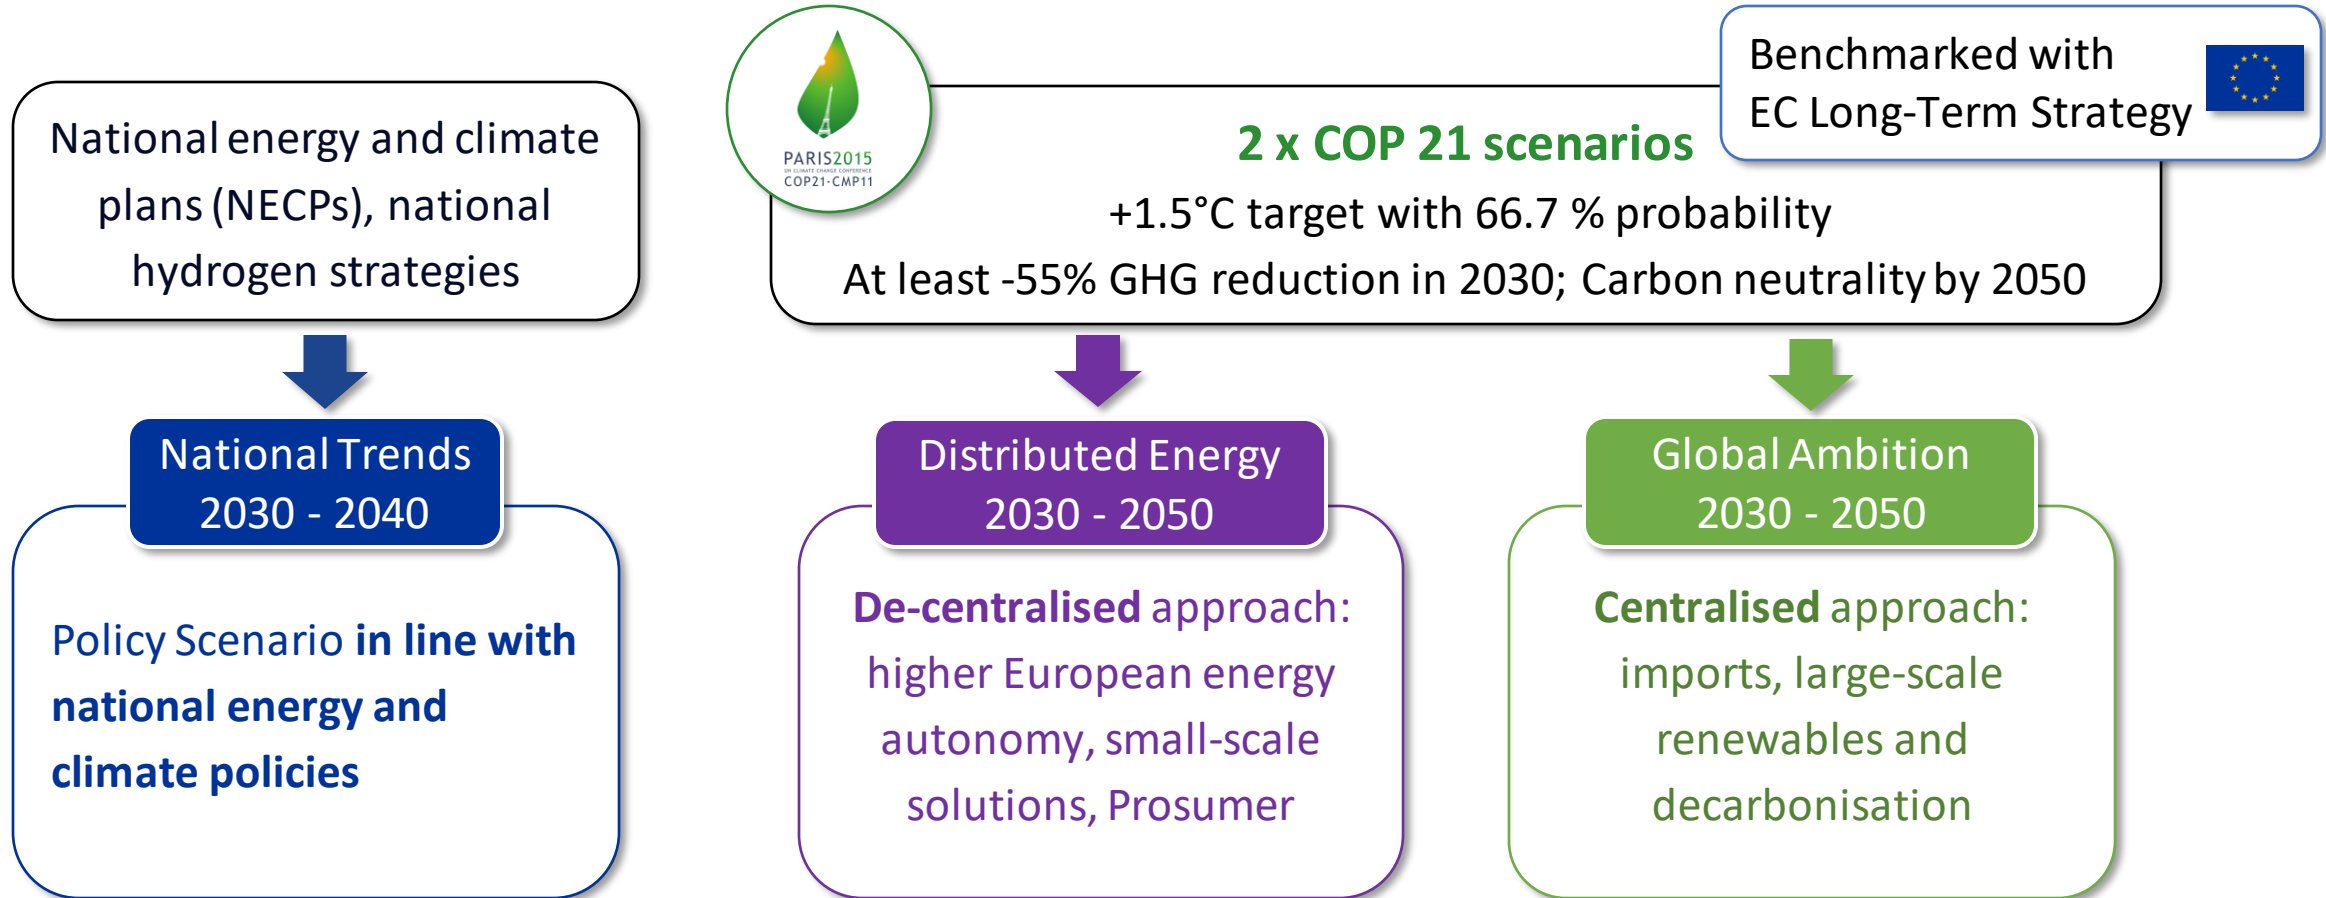 National energy and climate
plans (NECPs), national
hydrogen strategies
PARIS2015
UN CLIMATE CHANGE CONFERENCE
COP21·CMP11
Benchmarked with
EC Long-Term Strategy
2 x COP 21 scenarios
+1.5°C target with 66.7 % probability
At least -55% GHG reduction in 2030; Carbon neutrality by 2050
National Trends
2030 - 2040
Policy Scenario in line with
national energy and
climate policies
Distributed Energy
2030 - 2050
De-centralised approach:
higher European energy
autonomy, small-scale
solutions, Prosumer
Global Ambition
2030 - 2050
Centralised approach:
imports, large-scale
renewables and
decarbonisation